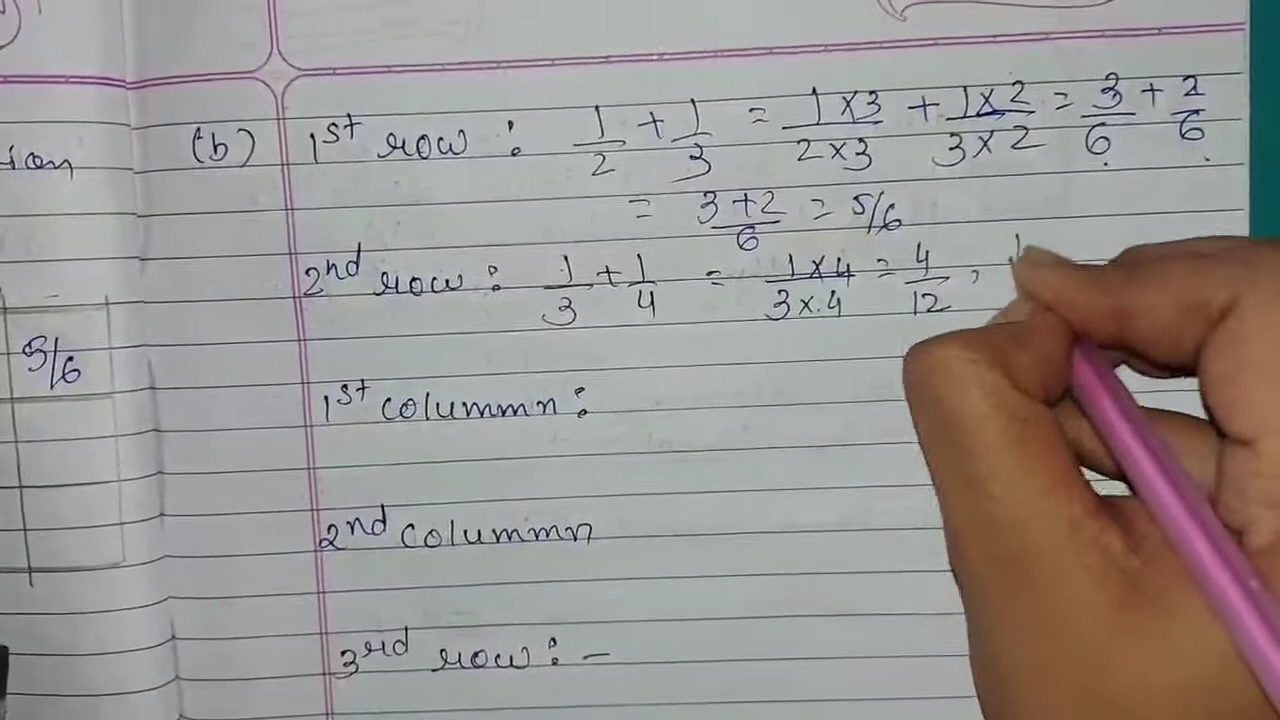 (b) 1st row: 1/2 + 1/3 = 1×3/2×3 + 1×2/3×2 = 3/6 + 2/6
= 3+2/6 = 5/6
2nd row: 1/3 + 1/4 = 1×4/3×4 = 4/12, 1
5/6
1st colummn:
2nd colummn
3rd row:-